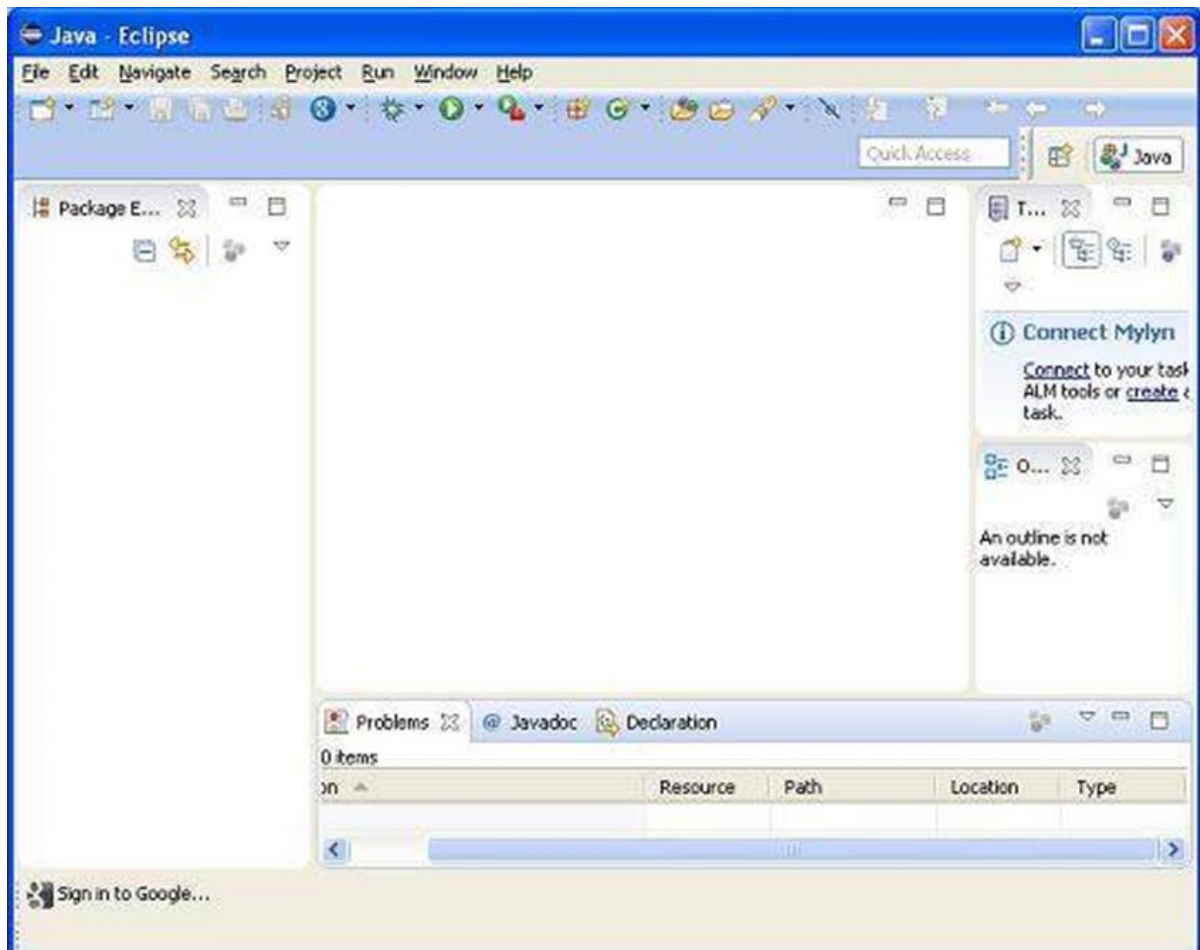 Java - Eclipse
File Edit Navigate Search Project Run Window Help
Quick Access
Java
Package E...
T...
Connect Mylyn
Connect to your task
ALM tools or create a
task.
O...
An outline is not
available.
Problems @ Javadoc Declaration
0 items
on Resource Path Location Type
Sign in to Google...